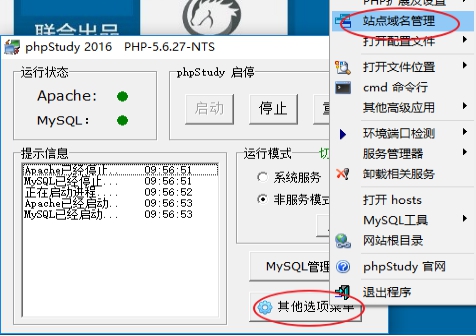 联合出品
phpStudy 2016 PHP-5.6.27-NTS
运行状态
Apache:
MySQL:
phpStudy 启停
启动
停止
提示信息
Apache已经停止... 09:56:51
MySQL已经停止... 09:56:51
正在启动进程... 09:56:52
Apache已经启动.. 09:56:53
MySQL已经启动... 09:56:53
运行模式
系统服务
非服务模式
MySQL管理
其他选项菜单
PHP扩展及设置
站点域名管理
打开配置文件
打开文件位置
cmd 命令行
其他高级应用
环境端口检测
服务管理器
卸载相关服务
打开 hosts
MySQL工具
网站根目录
phpStudy 官网
退出程序